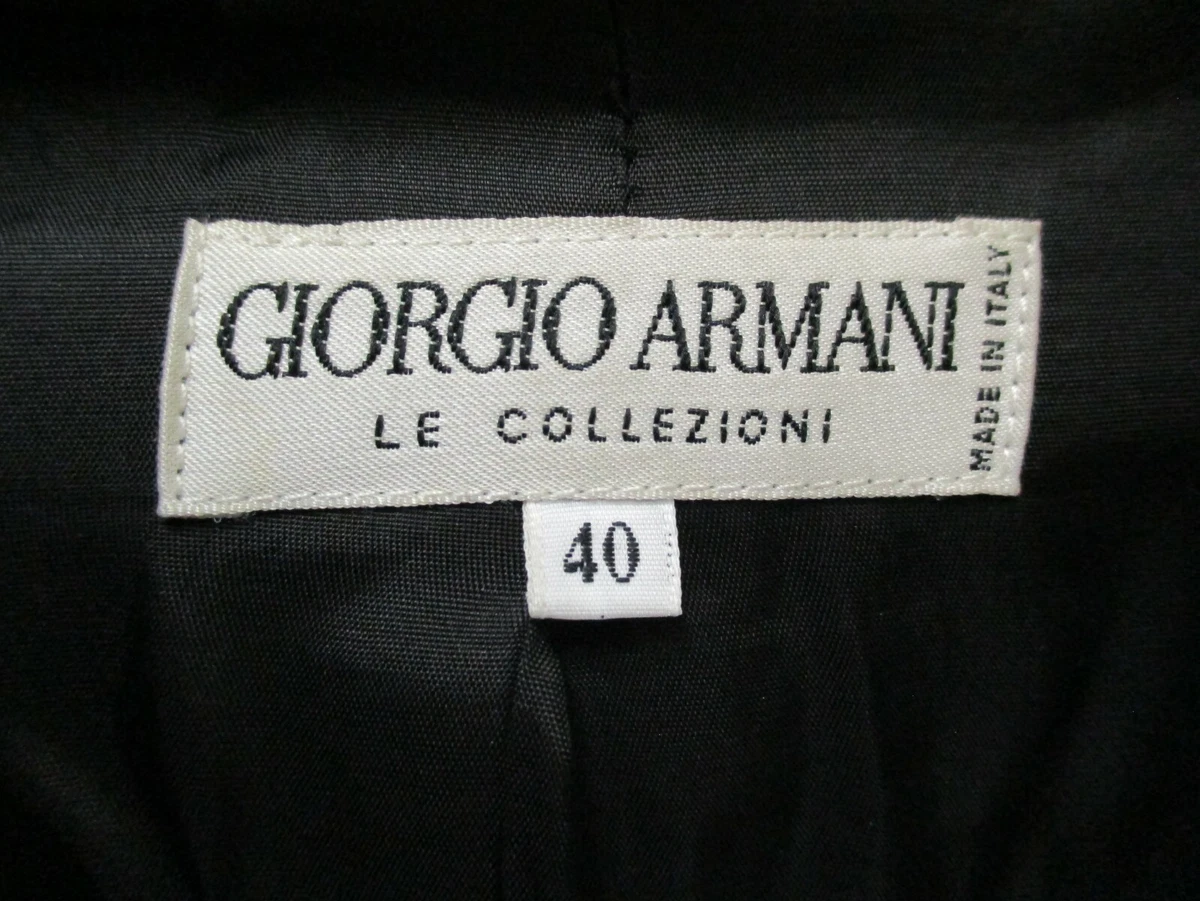 GIORGIO ARMANI
LE COLLEZIONI
MADE IN ITALY
40